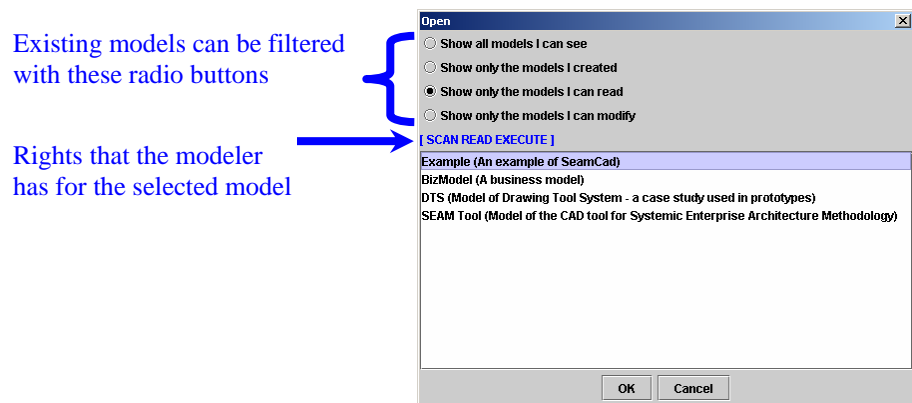 Existing models can be filtered
with these radio buttons
Rights that the modeler
has for the selected model
Open
Show all models I can see
Show only the models I created
Show only the models I can read
Show only the models I can modify
[ SCAN READ EXECUTE ]
Example (An example of SeamCad)
BizModel (A business model)
DTS (Model of Drawing Tool System - a case study used in prototypes)
SEAM Tool (Model of the CAD tool for Systemic Enterprise Architecture Methodology)
OK Cancel